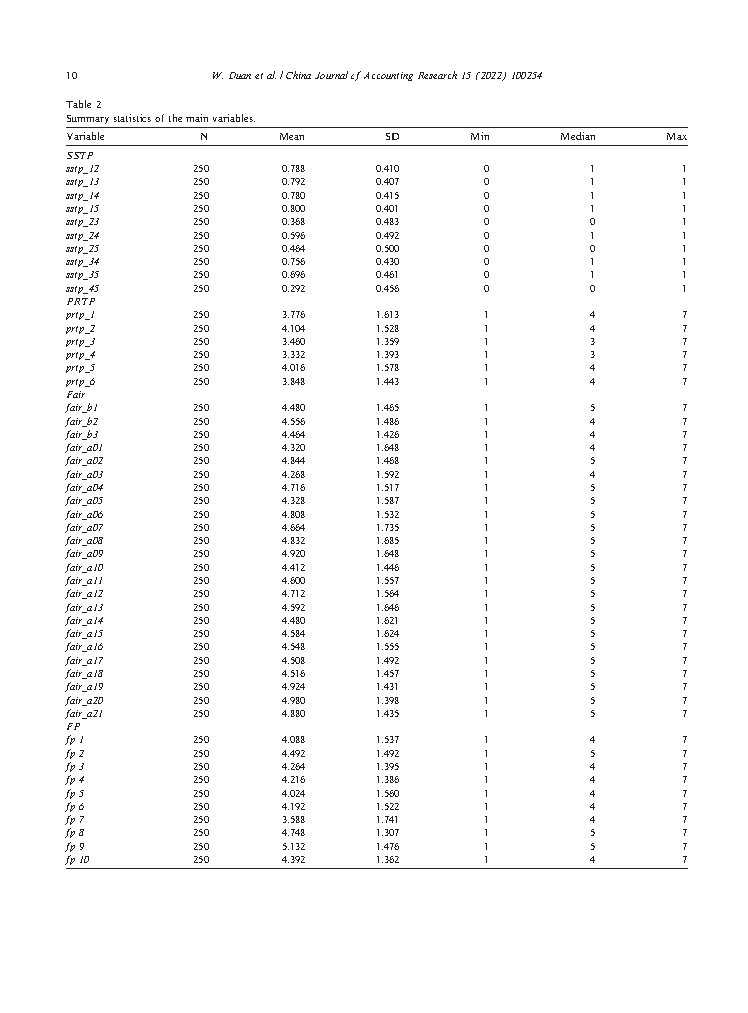 10 W. Duan et al. / China Journal of Accounting Research 15 (2022) 100254
Table 2
Summary statistics of the main variables.
Variable N Mean SD Min Median Max
SSTP
sstp_12 250 0.788 0.410 0 1 1
sstp_13 250 0.792 0.407 0 1 1
sstp_14 250 0.780 0.415 0 1 1
sstp_15 250 0.800 0.401 0 1 1
sstp_23 250 0.368 0.483 0 0 1
sstp_24 250 0.596 0.492 0 1 1
sstp_25 250 0.464 0.500 0 0 1
sstp_34 250 0.756 0.430 0 1 1
sstp_35 250 0.696 0.461 0 1 1
sstp_45 250 0.292 0.456 0 0 1
PRTP
prtp_1 250 3.776 1.613 1 4 7
prtp_2 250 4.104 1.528 1 4 7
prtp_3 250 3.460 1.359 1 3 7
prtp_4 250 3.332 1.393 1 3 7
prtp_5 250 4.016 1.578 1 4 7
prtp_6 250 3.848 1.443 1 4 7
Fair
fair_b1 250 4.480 1.465 1 5 7
fair_b2 250 4.556 1.486 1 4 7
fair_b3 250 4.464 1.426 1 4 7
fair_a01 250 4.320 1.648 1 4 7
fair_a02 250 4.844 1.468 1 5 7
fair_a03 250 4.268 1.592 1 4 7
fair_a04 250 4.716 1.517 1 5 7
fair_a05 250 4.328 1.587 1 5 7
fair_a06 250 4.808 1.532 1 5 7
fair_a07 250 4.664 1.735 1 5 7
fair_a08 250 4.832 1.685 1 5 7
fair_a09 250 4.920 1.648 1 5 7
fair_a10 250 4.412 1.446 1 5 7
fair_a11 250 4.600 1.557 1 5 7
fair_a12 250 4.712 1.564 1 5 7
fair_a13 250 4.592 1.646 1 5 7
fair_a14 250 4.480 1.621 1 5 7
fair_a15 250 4.584 1.624 1 5 7
fair_a16 250 4.548 1.555 1 5 7
fair_a17 250 4.508 1.492 1 5 7
fair_a18 250 4.516 1.457 1 5 7
fair_a19 250 4.924 1.431 1 5 7
fair_a20 250 4.980 1.398 1 5 7
fair_a21 250 4.880 1.435 1 5 7
FP
fp 1 250 4.088 1.537 1 4 7
fp 2 250 4.492 1.492 1 5 7
fp 3 250 4.264 1.395 1 4 7
fp 4 250 4.216 1.386 1 4 7
fp 5 250 4.024 1.560 1 4 7
fp 6 250 4.192 1.522 1 4 7
fp 7 250 3.588 1.741 1 4 7
fp 8 250 4.748 1.307 1 5 7
fp 9 250 5.132 1.476 1 5 7
fp 10 250 4.392 1.362 1 4 7